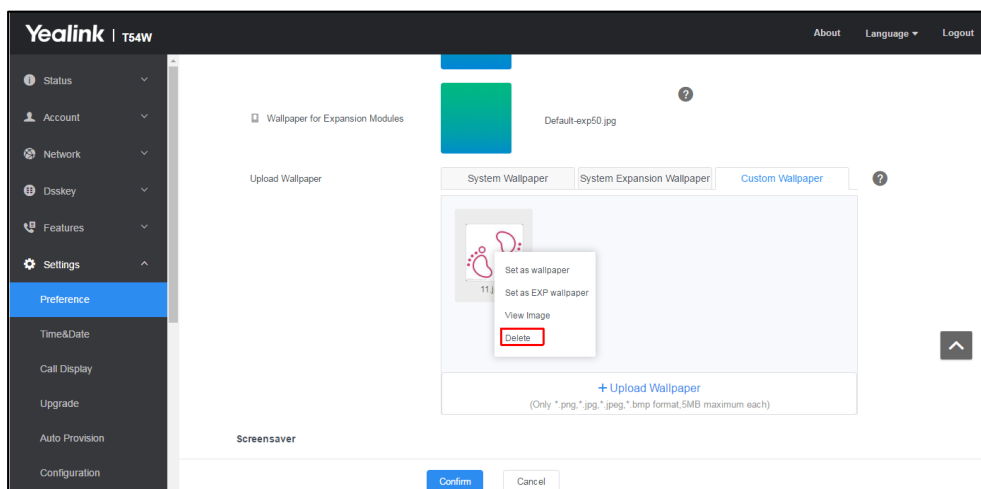 Yealink | T54W
About Language Logout
Status
Account
Network
Dsskey
Features
Settings
Preference
Time&Date
Call Display
Upgrade
Auto Provision
Configuration
Wallpaper for Expansion Modules
Default-exp50.jpg
?
Upload Wallpaper
System Wallpaper System Expansion Wallpaper Custom Wallpaper
?
Set as wallpaper
Set as EXP wallpaper
View Image
Delete
+ Upload Wallpaper
(Only *.png,*.jpg,*.jpeg,*.bmp format,5MB maximum each)
Screensaver
Confirm Cancel